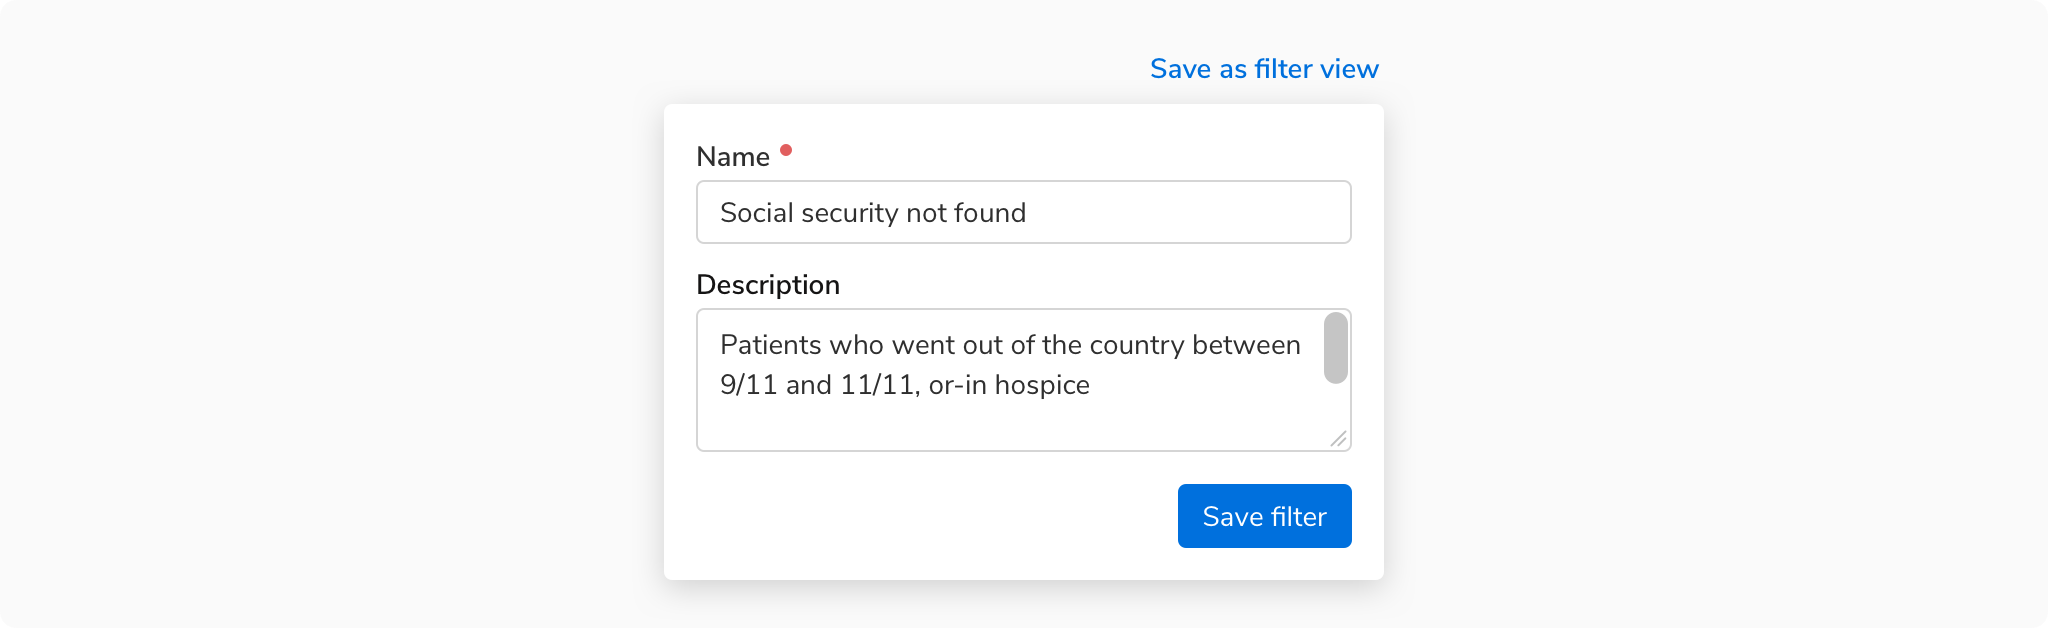 Save as filter view
Name
Social security not found
Description
Patients who went out of the country between
9/11 and 11/11, or-in hospice
Save filter